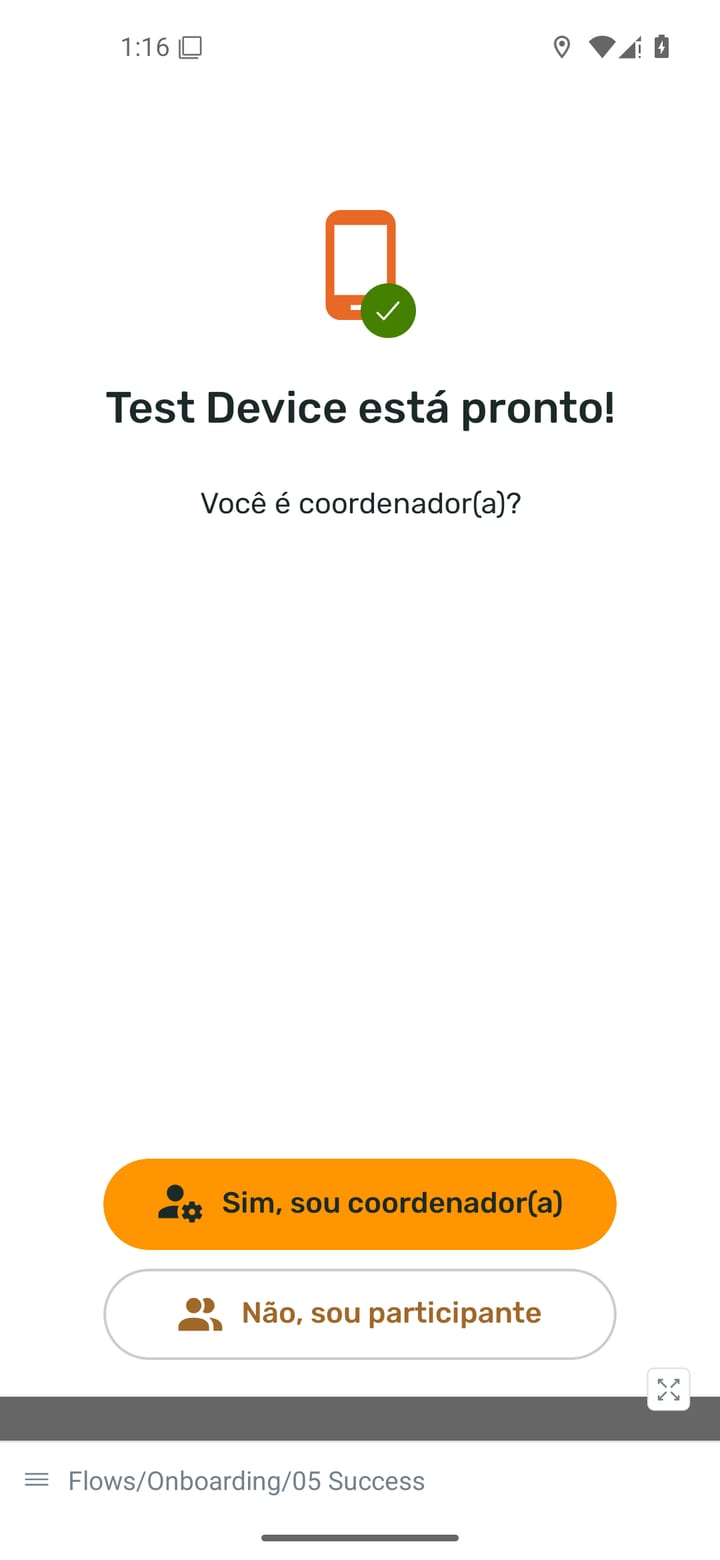 1:16
Test Device está pronto!
Você é coordenador(a)?
Sim, sou coordenador(a)
Não, sou participante
Flows/Onboarding/05 Success